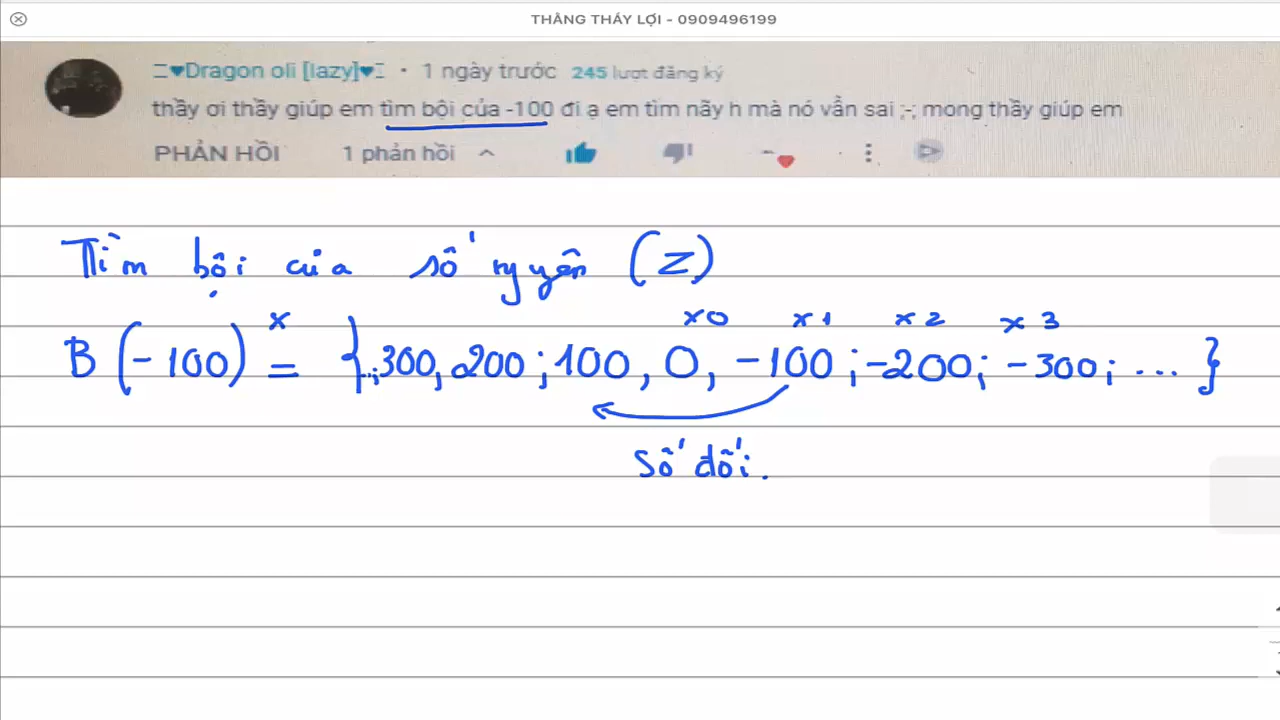 THẦNG THÁY LỢI - 0909496199
Dragon oli [lazy] • 1 ngày trước 245 lượt đăng ký
thầy ơi thầy giúp em tìm bội của -100 đi ạ em tìm nãy h mà nó vẫn sai ;-; mong thầy giúp em
PHẢN HỒI 1 phản hồi
Tìm bội của số nguyên (Z)
x x0 x1 x2 x3
B (-100) = {..; 300, 200; 100, 0, -100; -200; -300; ... }
số đối.